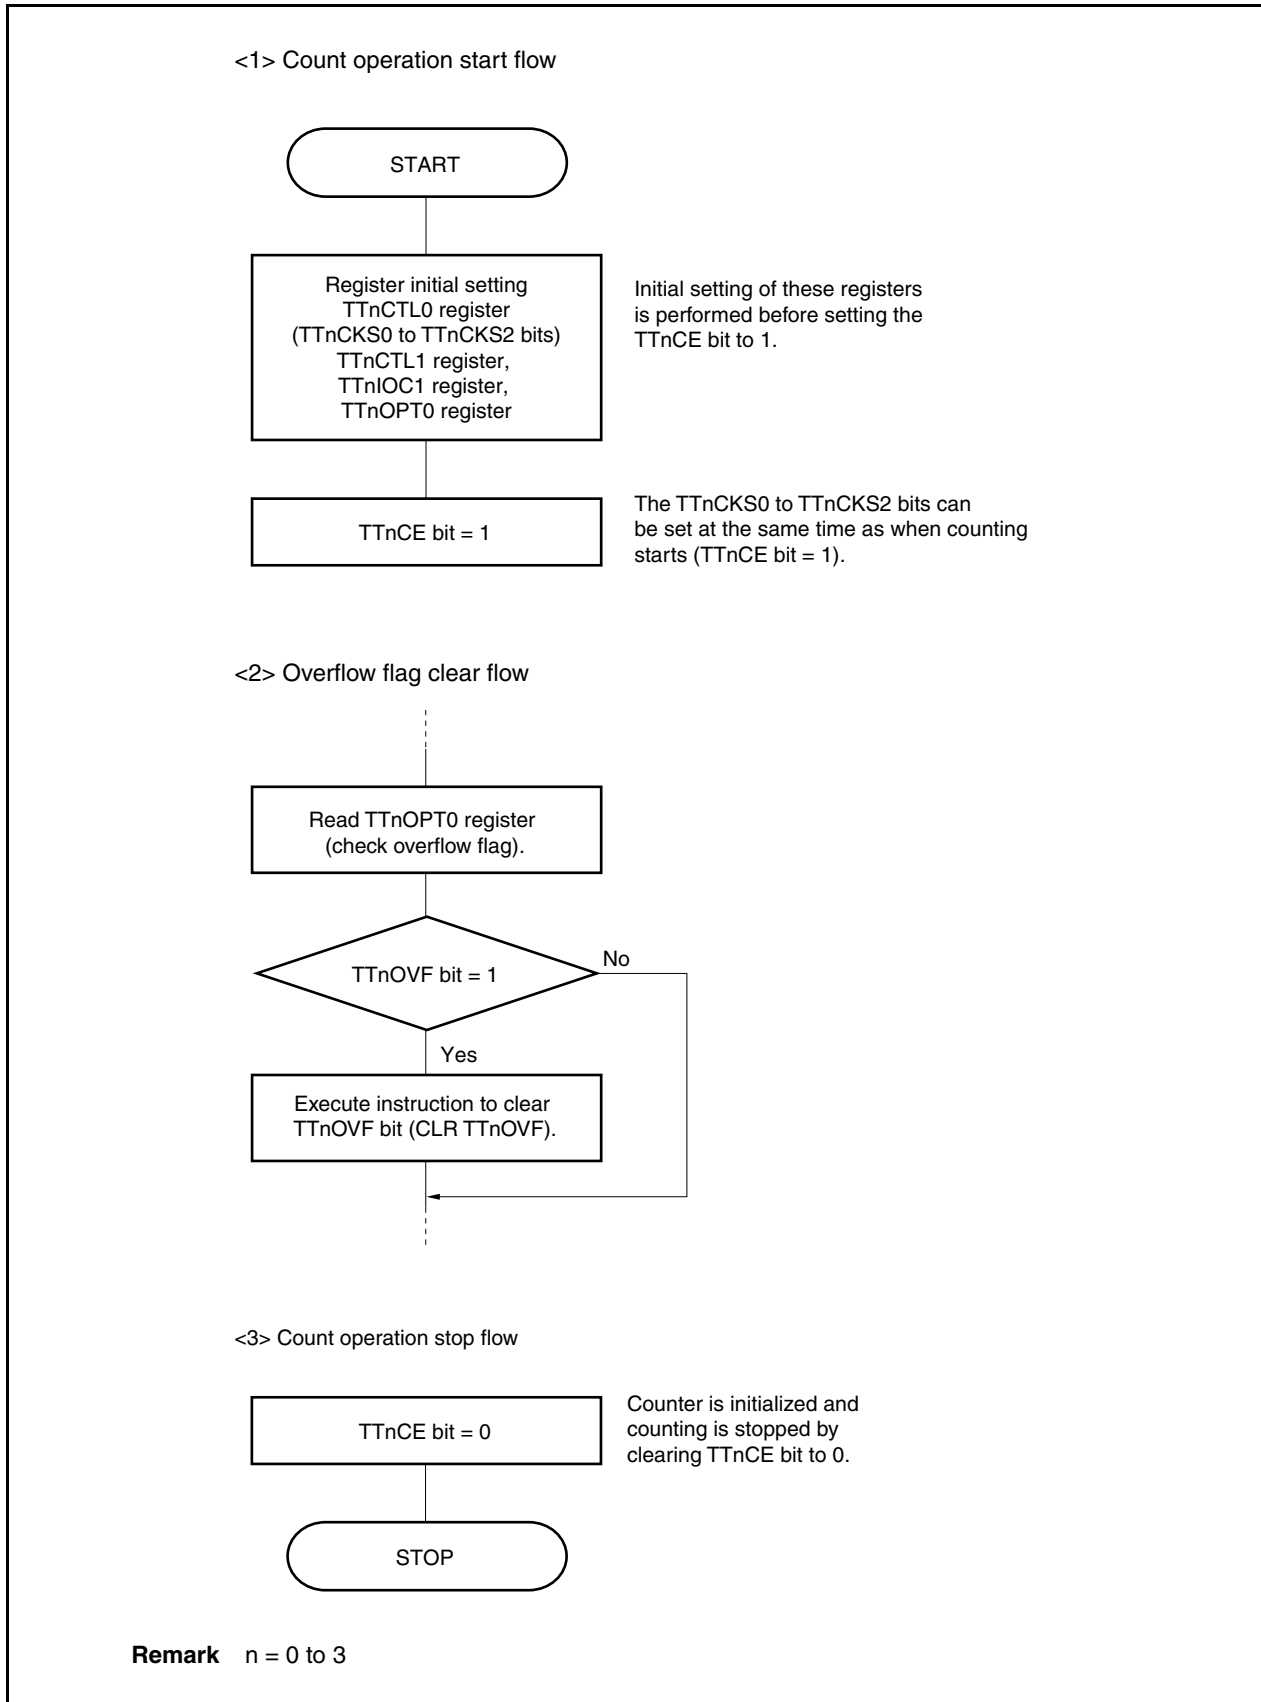 <1> Count operation start flow
START
Register initial setting
TTnCTL0 register
(TTnCKS0 to TTnCKS2 bits)
TTnCTL1 register,
TTnIOC1 register,
TTnOPT0 register
Initial setting of these registers
is performed before setting the
TTnCE bit to 1.
TTnCE bit = 1
The TTnCKS0 to TTnCKS2 bits can
be set at the same time as when counting
starts (TTnCE bit = 1).
<2> Overflow flag clear flow
Read TTnOPT0 register
(check overflow flag).
TTnOVF bit = 1
No
Yes
Execute instruction to clear
TTnOVF bit (CLR TTnOVF).
<3> Count operation stop flow
TTnCE bit = 0
Counter is initialized and
counting is stopped by
clearing TTnCE bit to 0.
STOP
Remark n = 0 to 3